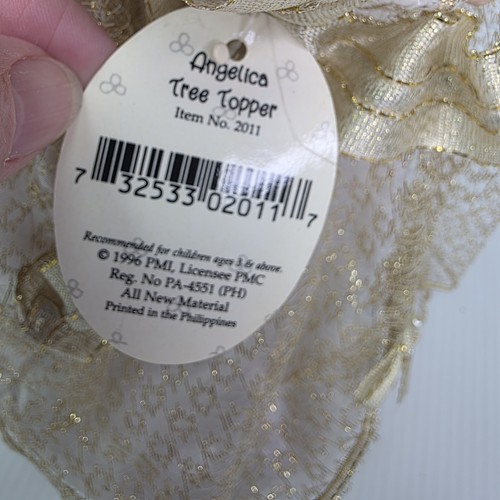 Angelica
Tree Topper
Item No. 2011
7 32533 02011 7
Recommended for children ages 3 & above.
© 1996 PMI, Licensee PMC
Reg. No PA-4551 (PH)
All New Material
Printed in the Philippines